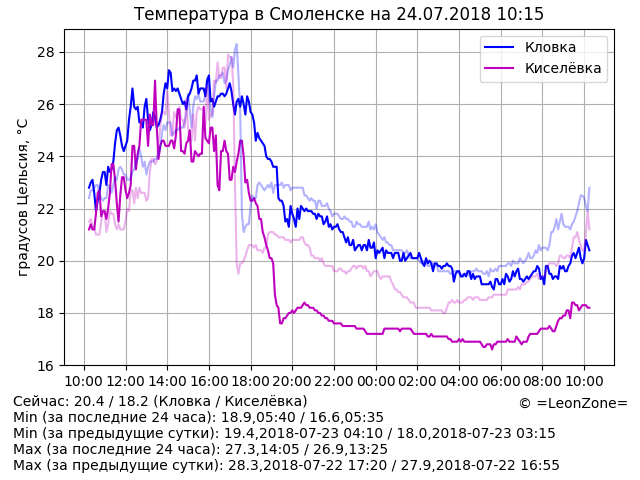 Температура в Смоленске на 24.07.2018 10:15
градусов Цельсия, °C
28
26
24
22
20
18
16
Кловка
Киселёвка
10:00 12:00 14:00 16:00 18:00 20:00 22:00 00:00 02:00 04:00 06:00 08:00 10:00
Сейчас: 20.4 / 18.2 (Кловка / Киселёвка)
© =LeonZone=
Min (за последние 24 часа): 18.9,05:40 / 16.6,05:35
Min (за предыдущие сутки): 19.4,2018-07-23 04:10 / 18.0,2018-07-23 03:15
Max (за последние 24 часа): 27.3,14:05 / 26.9,13:25
Max (за предыдущие сутки): 28.3,2018-07-22 17:20 / 27.9,2018-07-22 16:55